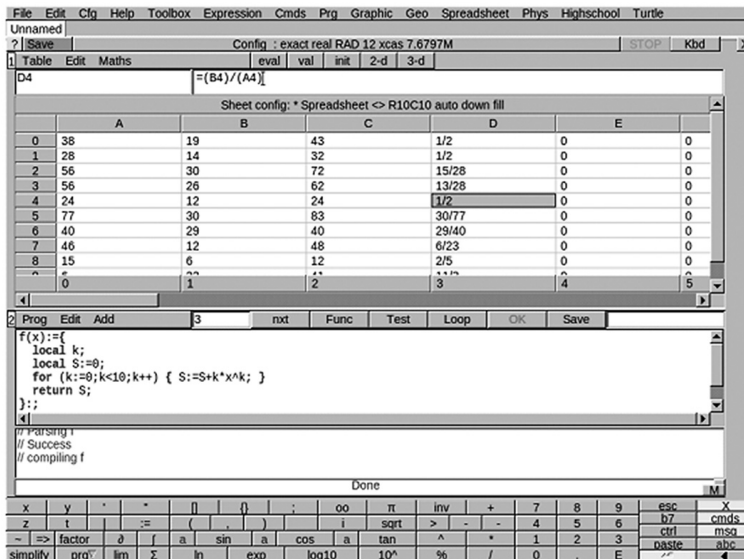 File Edit Cfg Help Toolbox Expression Cmds Prg Graphic Geo Spreadsheet Phys Highschool Turtle
Unnamed
? Save Config : exact real RAD 12 xcas 7.6797M STOP Kbd X
1 Table Edit Maths eval val init 2-d 3-d
D4 =(B4)/(A4)
Sheet config: * Spreadsheet <> R10C10 auto down fill
A B C D E
0 38 19 43 1/2 0 0
1 28 14 32 1/2 0 0
2 56 30 72 15/28 0 0
3 56 26 62 13/28 0 0
4 24 12 24 1/2 0 0
5 77 30 83 30/77 0 0
6 40 29 40 29/40 0 0
7 46 12 48 6/23 0 0
8 15 6 12 2/5 0 0
0 1 2 3 4 5
2 Prog Edit Add 3 nxt Func Test Loop OK Save
f(x):={
local k;
local S:=0;
for (k:=0;k<10;k++) { S:=S+k*x^k; }
return S;
}:;
// Parsing f
// Success
// compiling f
Done
M
x y ' " [] {} ; oo π inv + 7 8 9 esc X
z t | := ( , ) i sqrt > - - 4 5 6 b7 cmds
~ => factor ∂ ∫ a sin a cos a tan ^ * 1 2 3 ctrl msg
simplify prg lim Σ ln exp log10 10^ % / 0 . E paste abc